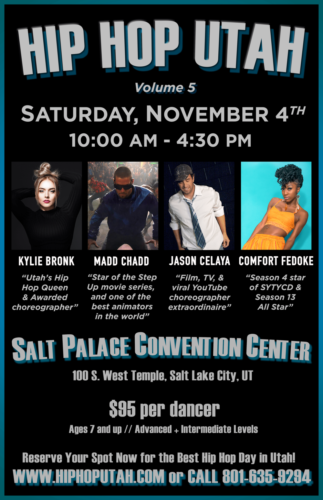 HIP HOP UTAH
Volume 5
SATURDAY, NOVEMBER 4TH
10:00 AM - 4:30 PM
KYLIE BRONK
"Utah's Hip
Hop Queen
& Awarded
choreographer"
MADD CHADD
"Star of the Step
Up movie series,
and one of the
best animators
in the world"
JASON CELAYA
"Film, TV, &
viral YouTube
choreographer
extraordinaire"
COMFORT FEDOKE
"Season 4 star
of SYTYCD &
Season 13
All Star"
SALT PALACE CONVENTION CENTER
100 S. West Temple, Salt Lake City, UT
$95 per dancer
Ages 7 and up // Advanced + Intermediate Levels
Reserve Your Spot Now for the Best Hip Hop Day in Utah!
WWW.HIPHOPUTAH.COM or CALL 801-635-9294